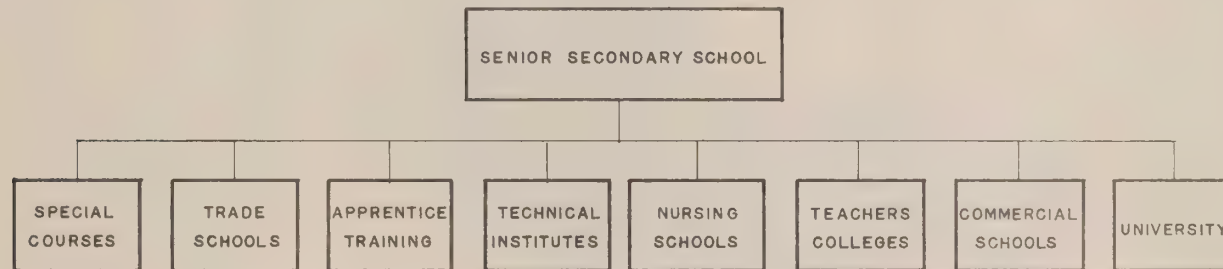 SENIOR SECONDARY SCHOOL
SPECIAL
COURSES
TRADE
SCHOOLS
APPRENTICE
TRAINING
TECHNICAL
INSTITUTES
NURSING
SCHOOLS
TEACHERS
COLLEGES
COMMERCIAL
SCHOOLS
UNIVERSITY